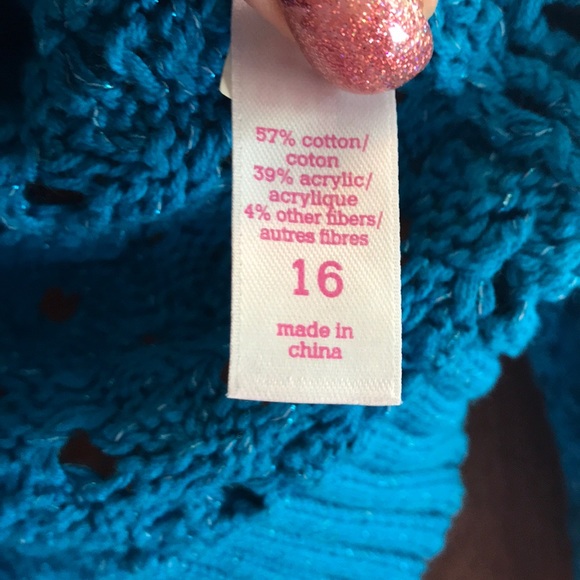 57% cotton/
coton
39% acrylic/
acrylique
4% other fibers/
autres fibres
16
made in
china